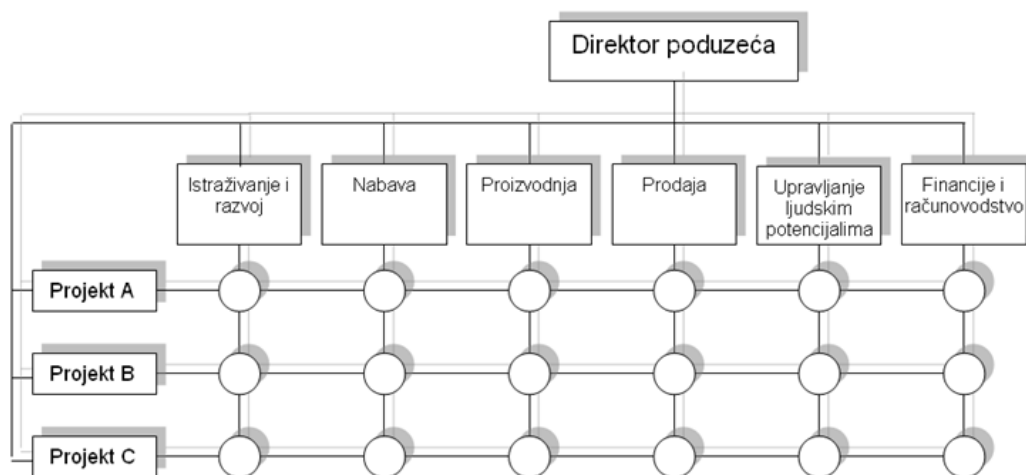 Direktor poduzeća
Istraživanje i
razvoj
Nabava
Proizvodnja
Prodaja
Upravljanje
ljudskim
potencijalima
Financije i
računovodstvo
Projekt A
Projekt B
Projekt C